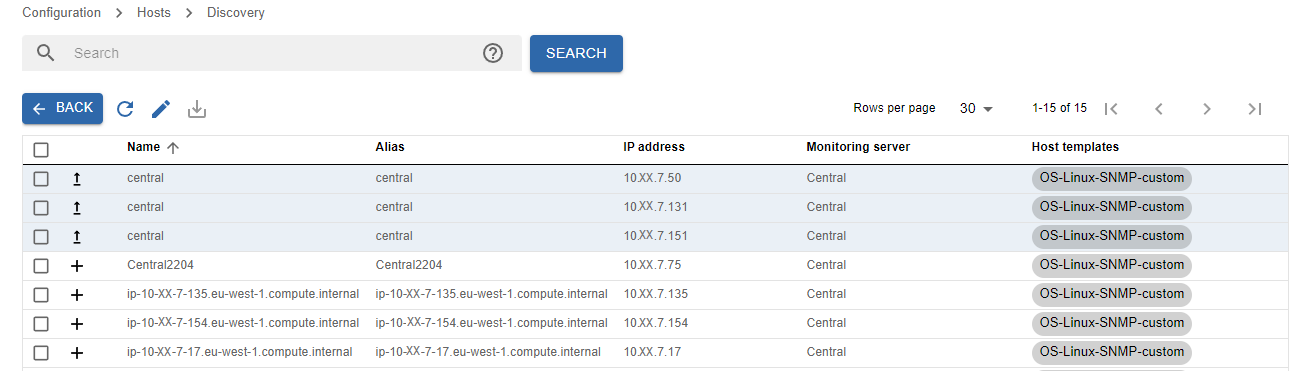 Configuration > Hosts > Discovery
Search ? SEARCH
BACK Rows per page 30 1-15 of 15
Name Alias IP address Monitoring server Host templates
central central 10.XX.7.50 Central OS-Linux-SNMP-custom
central central 10.XX.7.131 Central OS-Linux-SNMP-custom
central central 10.XX.7.151 Central OS-Linux-SNMP-custom
Central2204 Central2204 10.XX.7.75 Central OS-Linux-SNMP-custom
ip-10-XX-7-135.eu-west-1.compute.internal ip-10-XX-7-135.eu-west-1.compute.internal 10.XX.7.135 Central OS-Linux-SNMP-custom
ip-10-XX-7-154.eu-west-1.compute.internal ip-10-XX-7-154.eu-west-1.compute.internal 10.XX.7.154 Central OS-Linux-SNMP-custom
ip-10-XX-7-17.eu-west-1.compute.internal ip-10-XX-7-17.eu-west-1.compute.internal 10.XX.7.17 Central OS-Linux-SNMP-custom